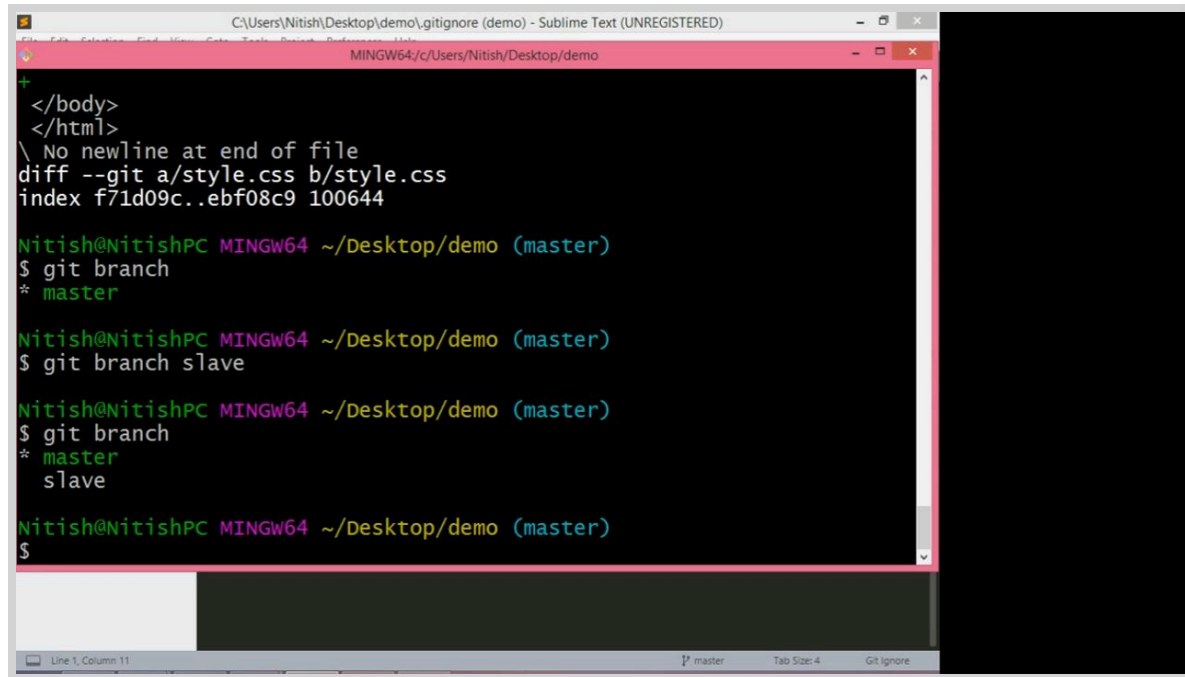 C:\Users\Nitish\Desktop\demo\.gitignore (demo) - Sublime Text (UNREGISTERED)
MINGW64:/c/Users/Nitish/Desktop/demo
+
</body>
</html>
\ No newline at end of file
diff --git a/style.css b/style.css
index f71d09c..ebf08c9 100644
Nitish@NitishPC MINGW64 ~/Desktop/demo (master)
$ git branch
* master
Nitish@NitishPC MINGW64 ~/Desktop/demo (master)
$ git branch slave
Nitish@NitishPC MINGW64 ~/Desktop/demo (master)
$ git branch
* master
slave
Nitish@NitishPC MINGW64 ~/Desktop/demo (master)
$
Line 1, Column 11 master Tab Size: 4 Git Ignore